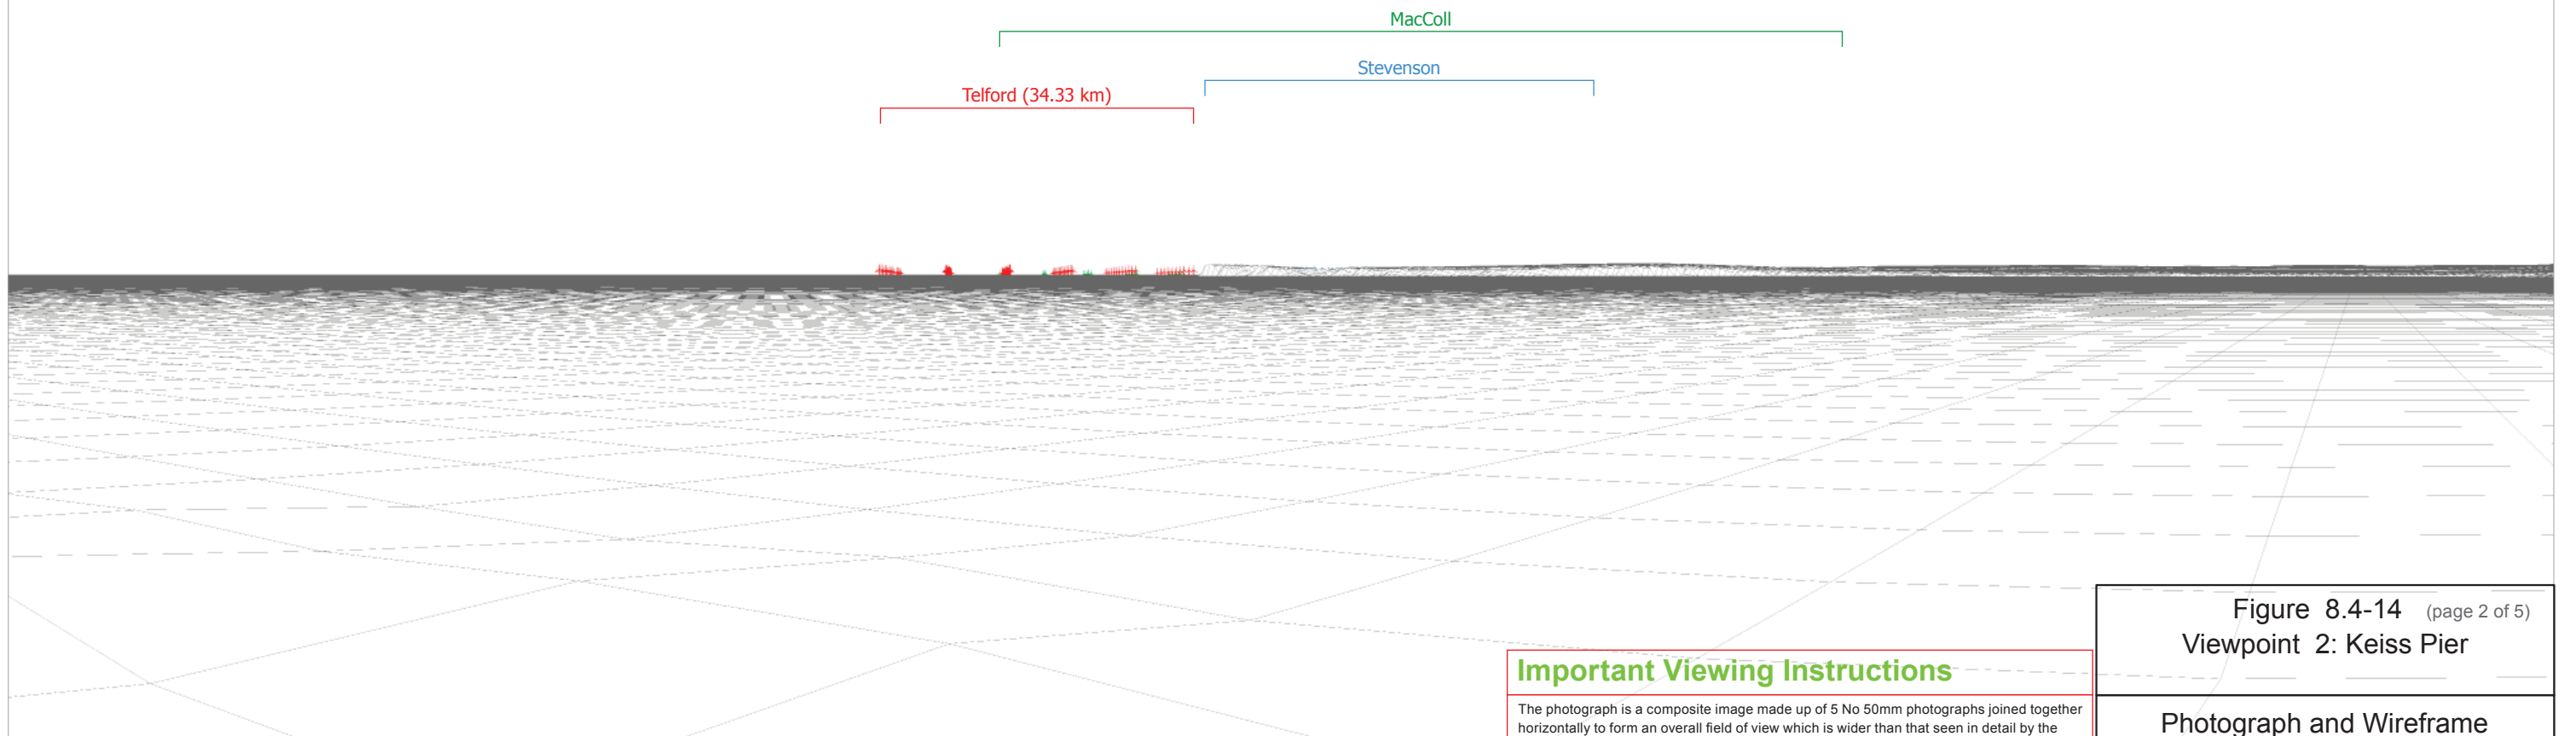 MacColl
Stevenson
Telford (34.33 km)
Figure 8.4-14 (page 2 of 5)
Viewpoint 2: Keiss Pier
Important Viewing Instructions
The photograph is a composite image made up of 5 No 50mm photographs joined together
horizontally to form an overall field of view which is wider than that seen in detail by the
Photograph and Wireframe